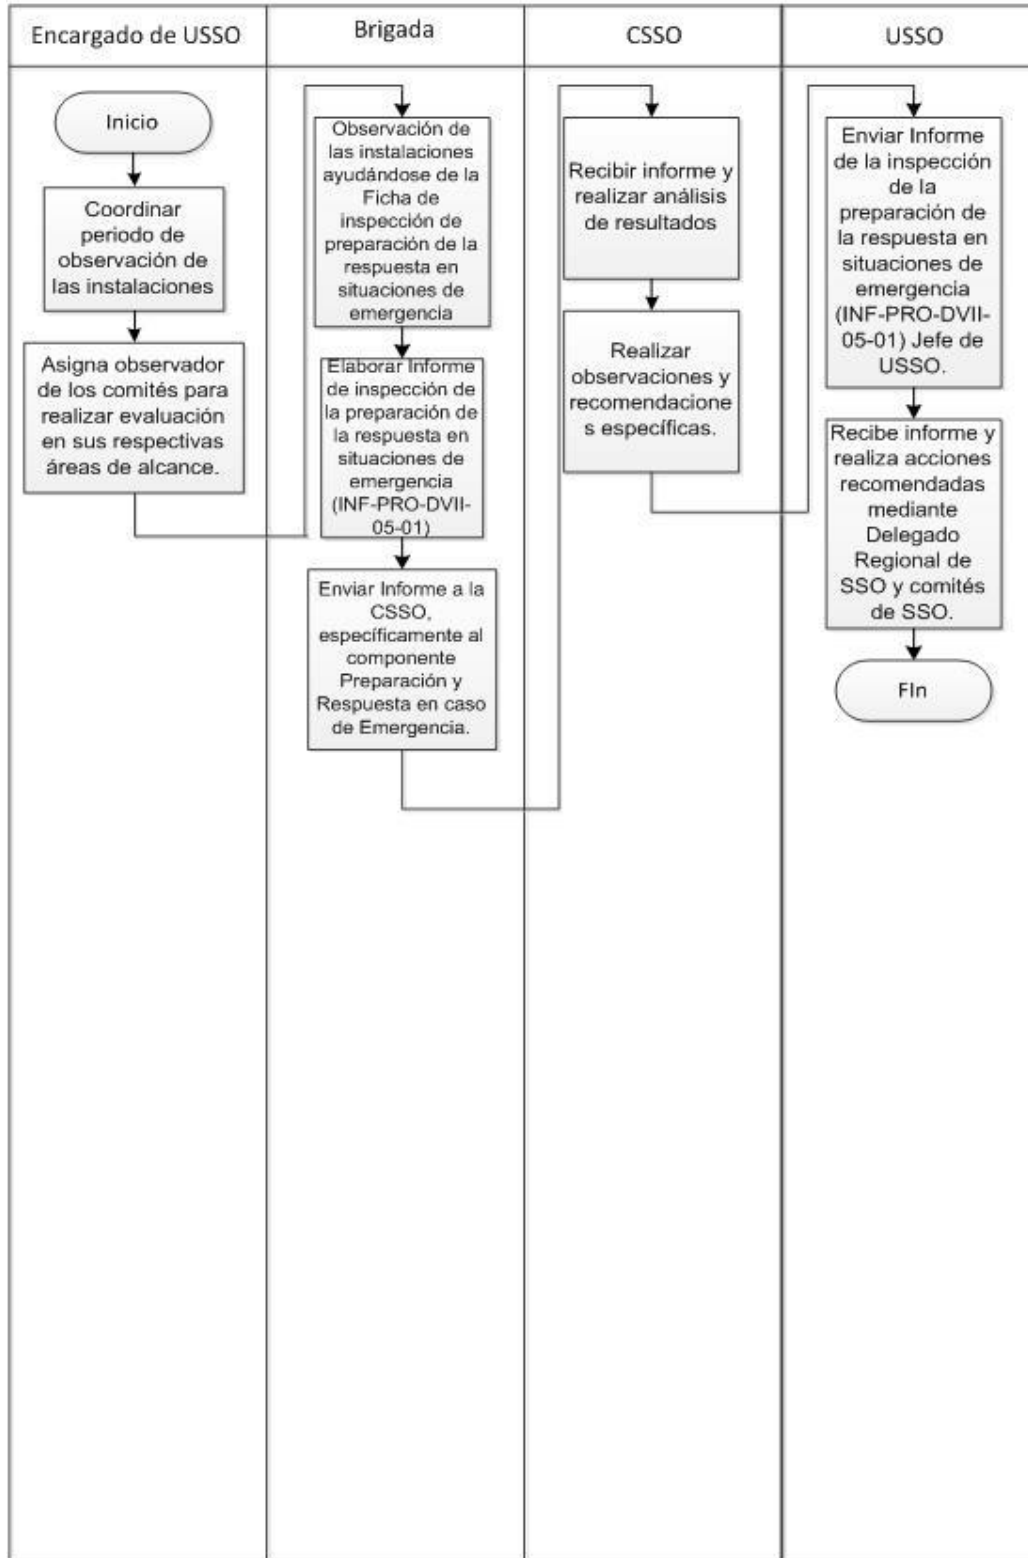 Encargado de USSO
Brigada
CSSO
USSO
Inicio
Coordinar
periodo de
observación de
las instalaciones
Asigna observador
de los comités para
realizar evaluación
en sus respectivas
áreas de alcance.
Observación de
las instalaciones
ayudándose de la
Ficha de
inspección de
preparación de la
respuesta en
situaciones de
emergencia
Elaborar Informe
de inspección de
la preparación de
la respuesta en
situaciones de
emergencia
(INF-PRO-DVII-
05-01)
Enviar Informe a la
CSSO,
específicamente al
componente
Preparación y
Respuesta en caso
de Emergencia.
Recibir informe y
realizar análisis
de resultados
Realizar
observaciones y
recomendacione
s específicas.
Enviar Informe
de la inspección
de la
preparación de
la respuesta en
situaciones de
emergencia
(INF-PRO-DVII-
05-01) Jefe de
USSO.
Recibe informe y
realiza acciones
recomendadas
mediante
Delegado
Regional de
SSO y comités
de SSO.
FIn